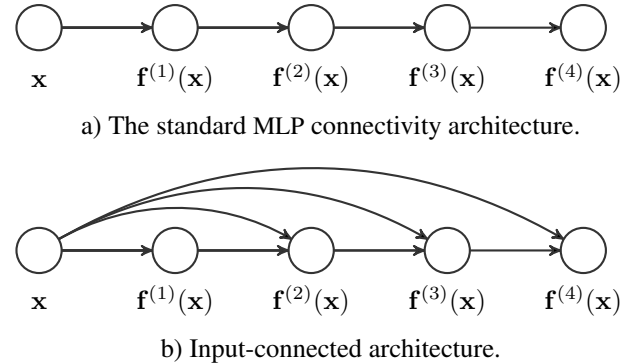 x f⁽¹⁾(x) f⁽²⁾(x) f⁽³⁾(x) f⁽⁴⁾(x)
a) The standard MLP connectivity architecture.
x f⁽¹⁾(x) f⁽²⁾(x) f⁽³⁾(x) f⁽⁴⁾(x)
b) Input-connected architecture.